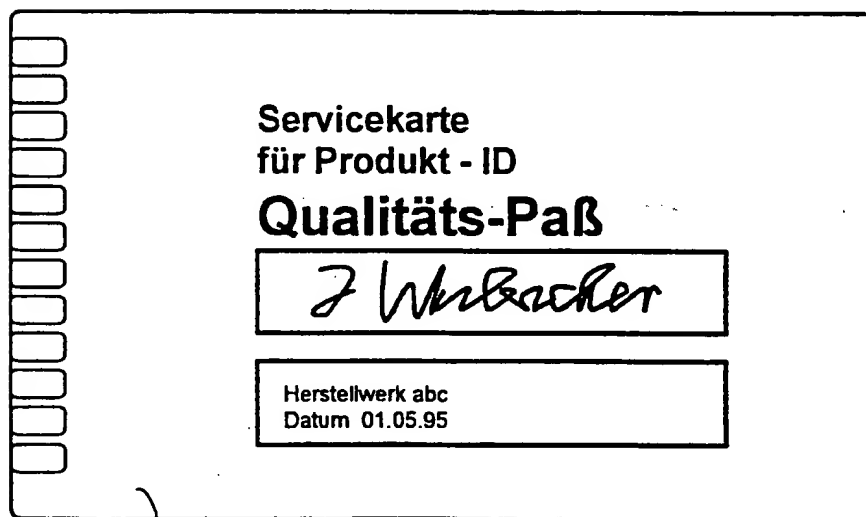 Servicekarte
für Produkt - ID
Qualitäts-Paß
Herstellwerk abc
Datum 01.05.95